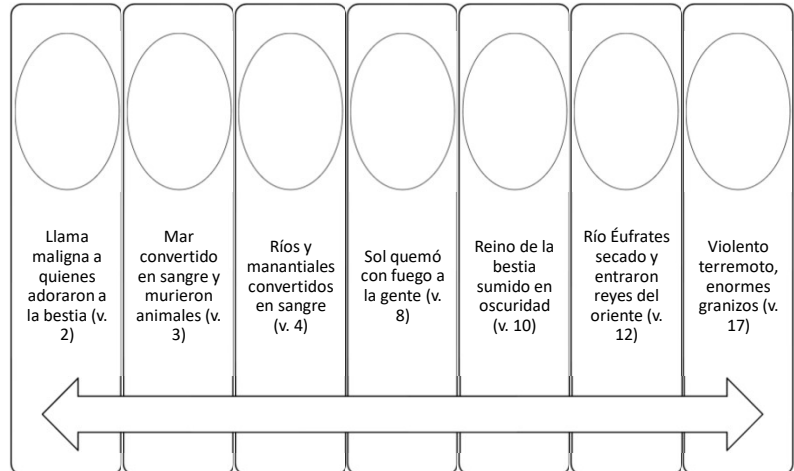 Llama
maligna a
quienes
adoraron a
la bestia (v.
2)
Mar
convertido
en sangre y
murieron
animales (v.
3)
Ríos y
manantiales
convertidos
en sangre
(v. 4)
Sol quemó
con fuego a
la gente (v.
8)
Reino de la
bestia
sumido en
oscuridad
(v. 10)
Río Éufrates
secado y
entraron
reyes del
oriente (v.
12)
Violento
terremoto,
enormes
granizos (v.
17)